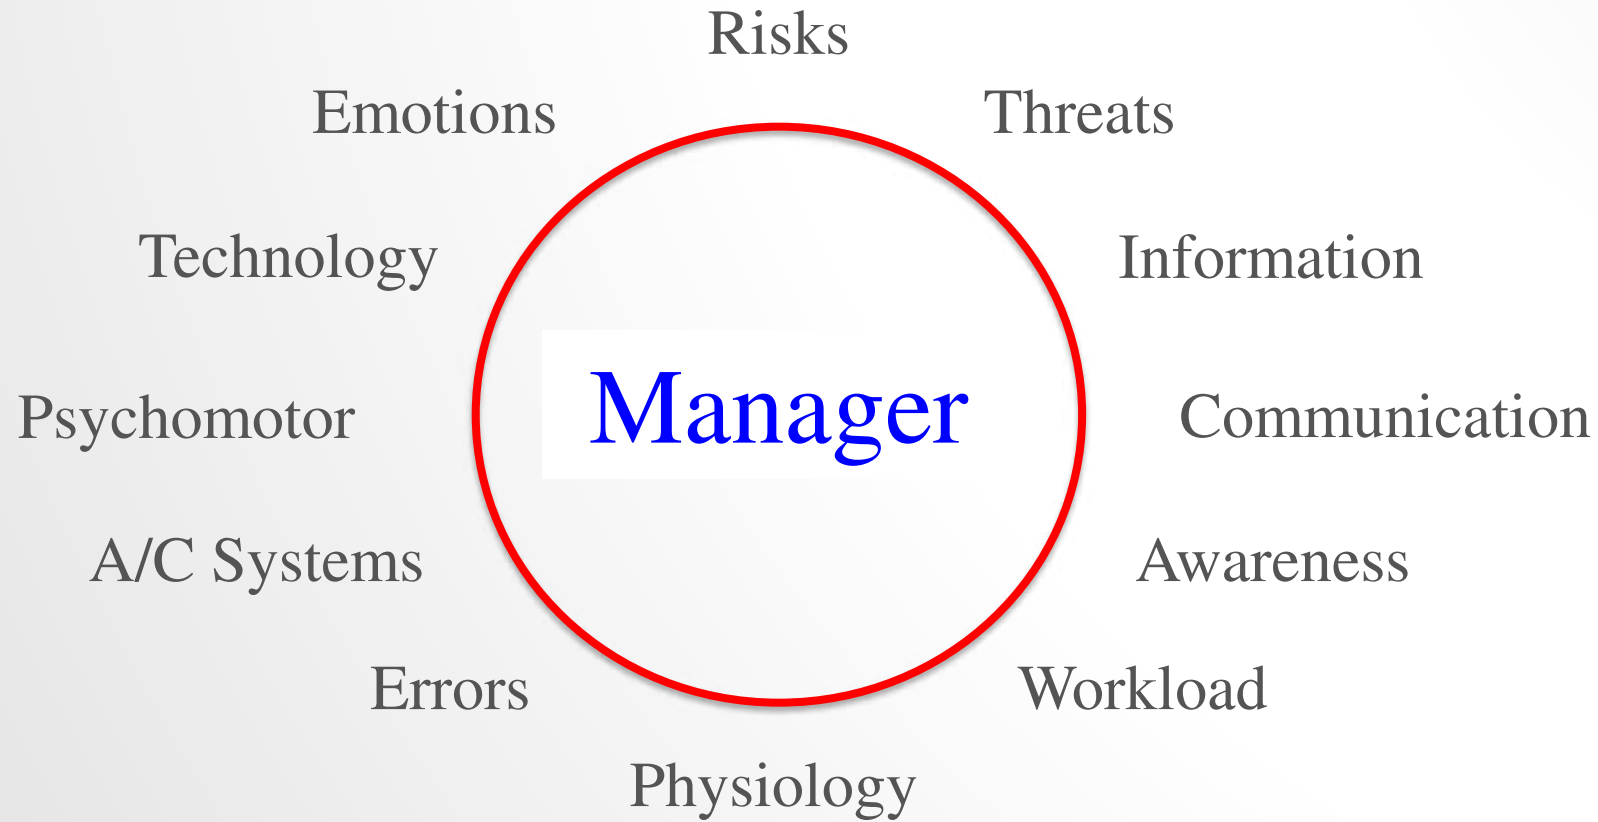 Risks
Emotions
Threats
Technology
Information
Manager
Psychomotor
Communication
A/C Systems
Awareness
Errors
Workload
Physiology